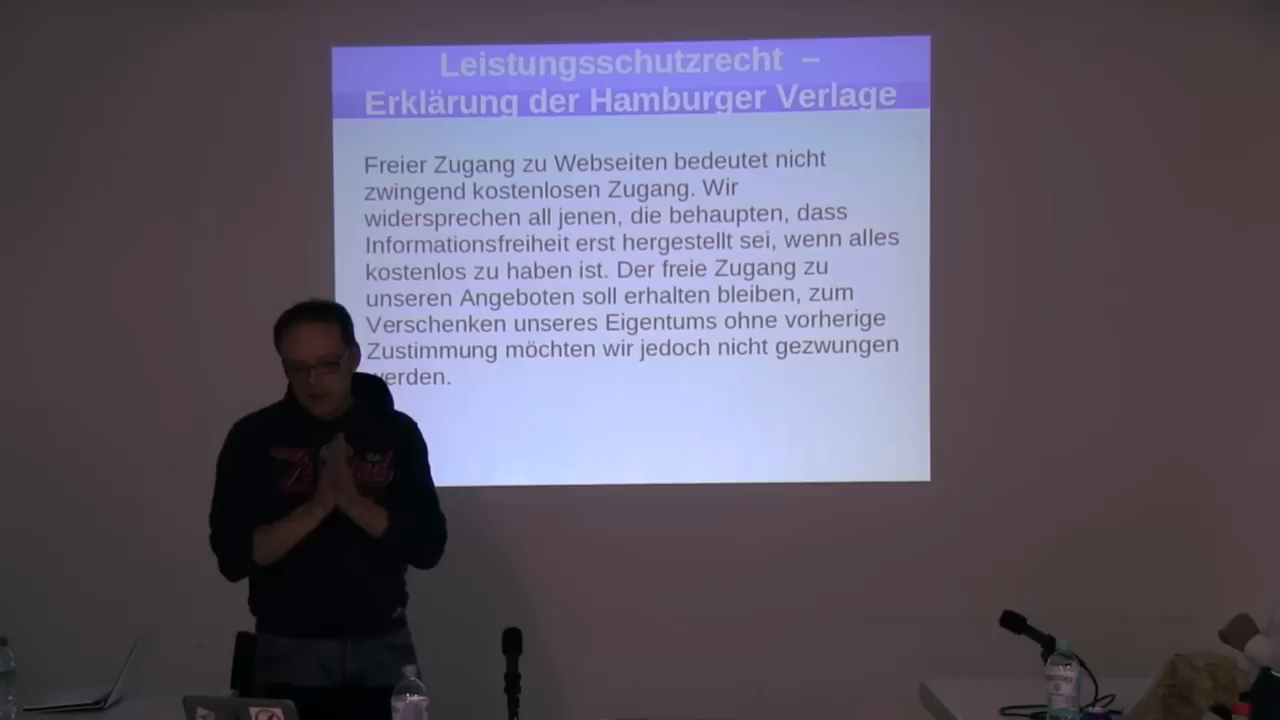 Leistungsschutzrecht –
Erklärung der Hamburger Verlage
Freier Zugang zu Webseiten bedeutet nicht
zwingend kostenlosen Zugang. Wir
widersprechen all jenen, die behaupten, dass
Informationsfreiheit erst hergestellt sei, wenn alles
kostenlos zu haben ist. Der freie Zugang zu
unseren Angeboten soll erhalten bleiben, zum
Verschenken unseres Eigentums ohne vorherige
Zustimmung möchten wir jedoch nicht gezwungen
werden.